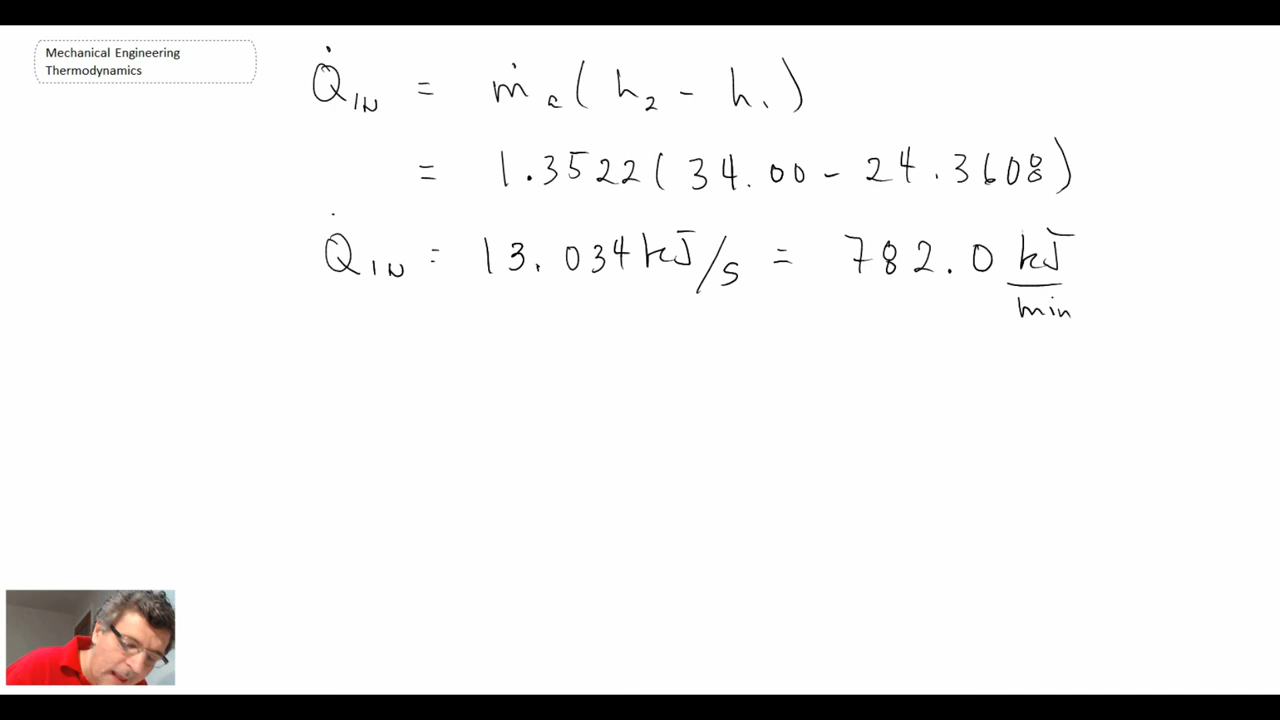 Mechanical Engineering
Thermodynamics
Q̇IN = ṁa(h2 - h1)
= 1.3522(34.00 - 24.3608)
Q̇IN = 13.034 kJ/s = 782.0 kJ/min